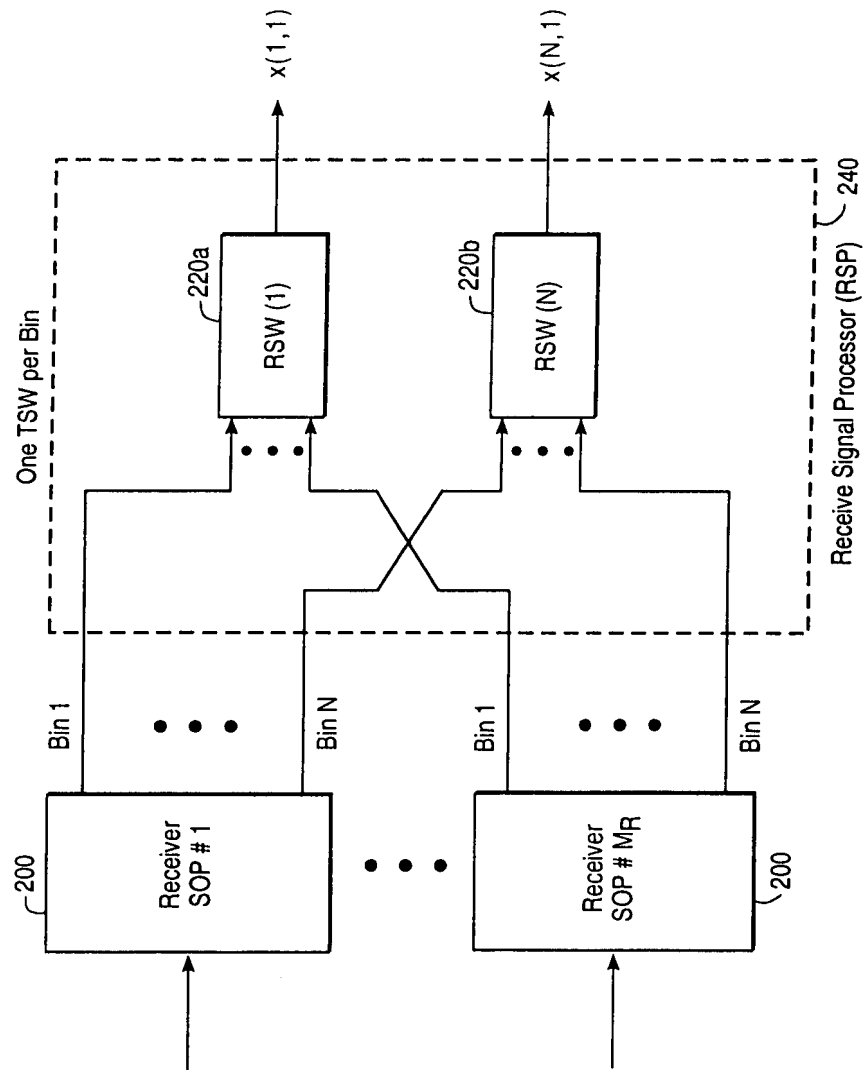 One TSW per Bin
200
Receiver
SOP # 1
Bin 1
Bin N
220a
RSW (1)
x(1,1)
200
Receiver
SOP # MR
Bin 1
Bin N
220b
RSW (N)
x(N,1)
240
Receive Signal Processor (RSP)